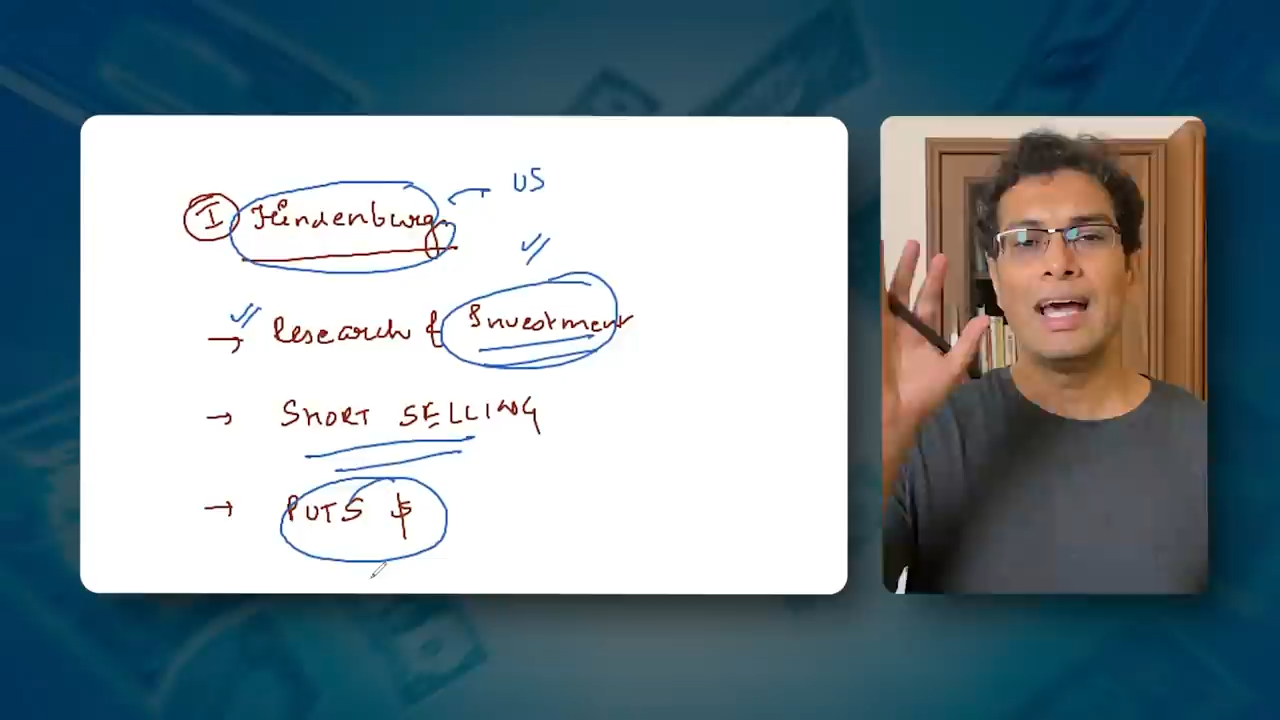 I Hindenburg US
→ Research & Investment
→ SHORT SELLING
→ PUTS $